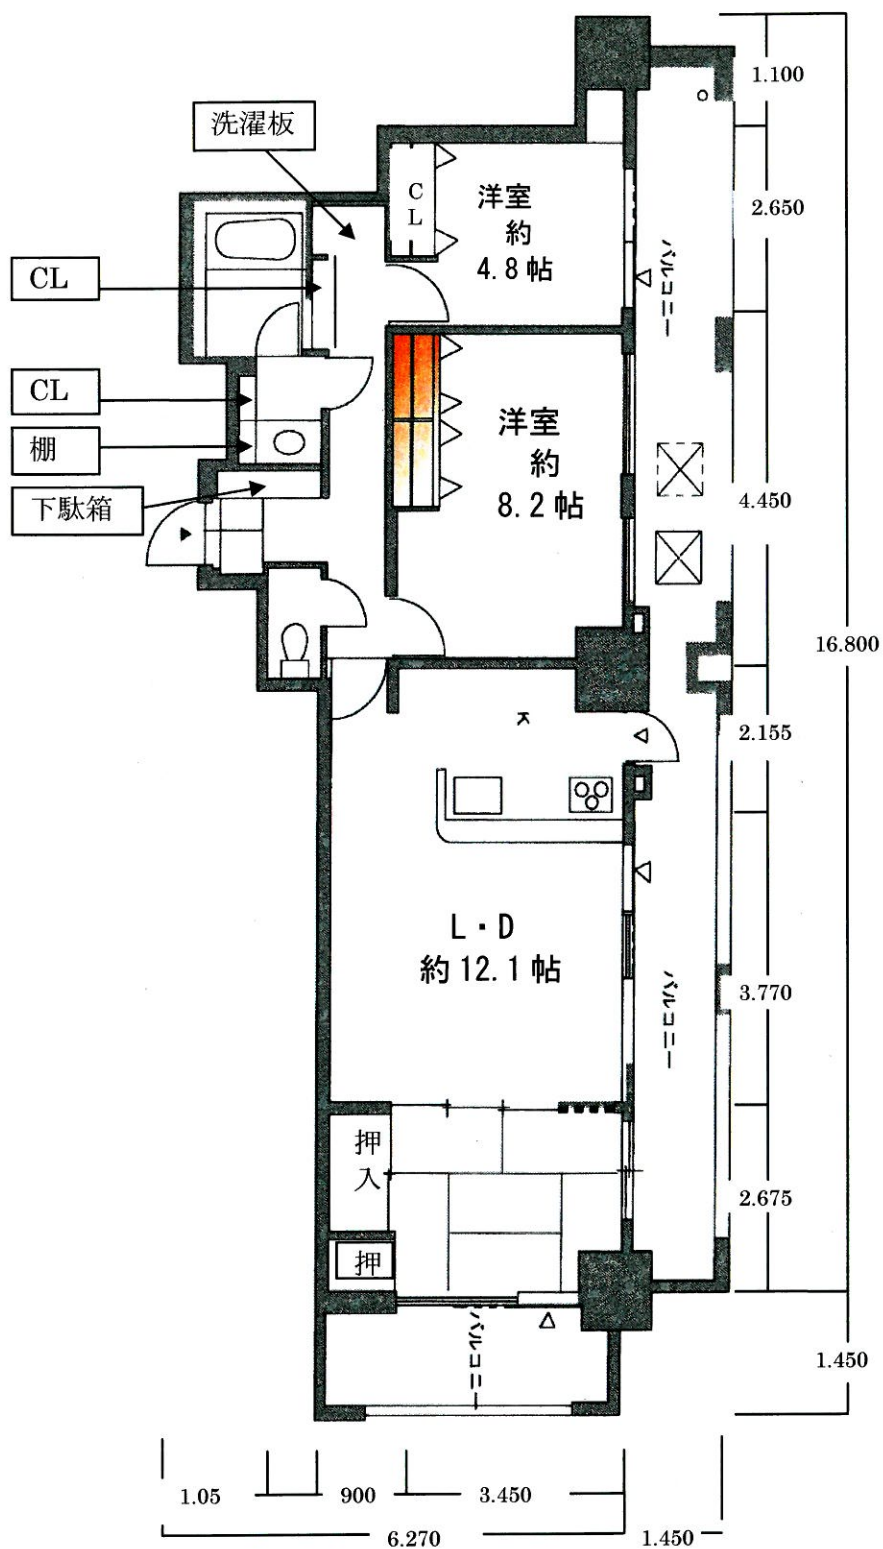 洗濯板
CL
CL
棚
下駄箱
CL
洋室
約
4.8帖
バルコニー
洋室
約
8.2帖
K
L・D
約12.1帖
バルコニー
押入
押
バルコニー
1.100
2.650
4.450
16.800
2.155
3.770
2.675
1.450
1.05
900
3.450
6.270
1.450